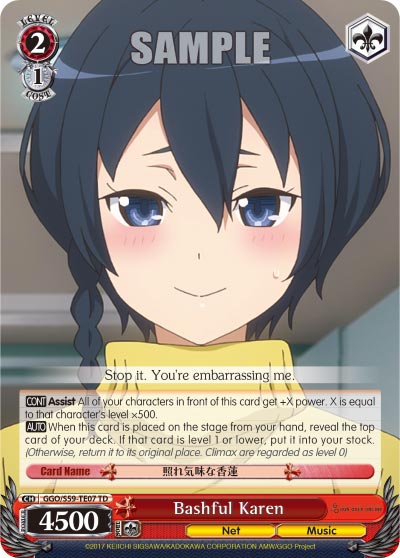 LEVEL
2
1
COST
SAMPLE
Stop it. You're embarrassing me.
CONT Assist All of your characters in front of this card get +X power. X is equal
to that character's level ×500.
AUTO When this card is placed on the stage from your hand, reveal the top
card of your deck. If that card is level 1 or lower, put it into your stock.
(Otherwise, return it to its original place. Climax are regarded as level 0)
Card Name 照れ気味な香蓮
CH GGO/S59-TE07 TD
Bashful Karen
POWER 4500 Net Music
©2017 KEIICHI SIGSAWA/KADOKAWA CORPORATION AMW/GGO Project